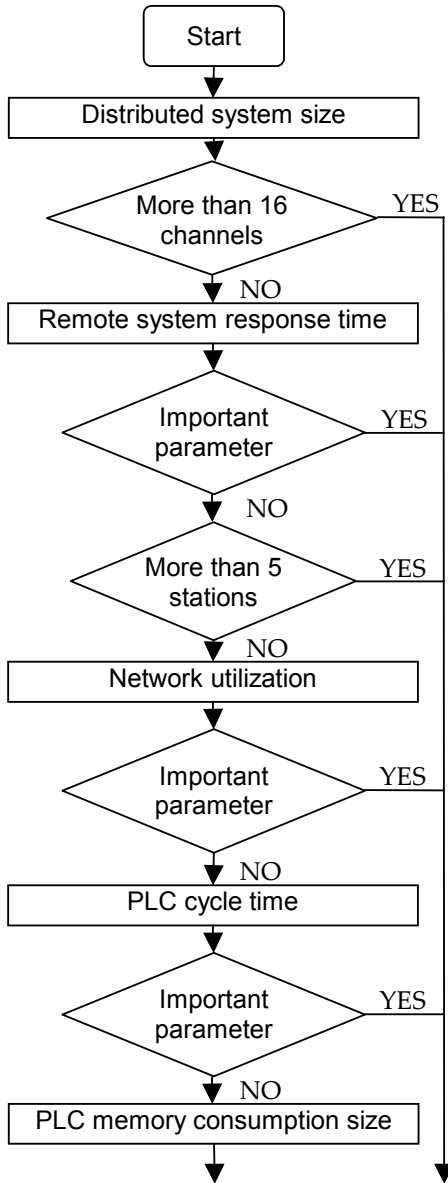 Start
Distributed system size
More than 16
channels
YES
NO
Remote system response time
Important
parameter
YES
NO
More than 5
stations
YES
NO
Network utilization
Important
parameter
YES
NO
PLC cycle time
Important
parameter
YES
NO
PLC memory consumption size